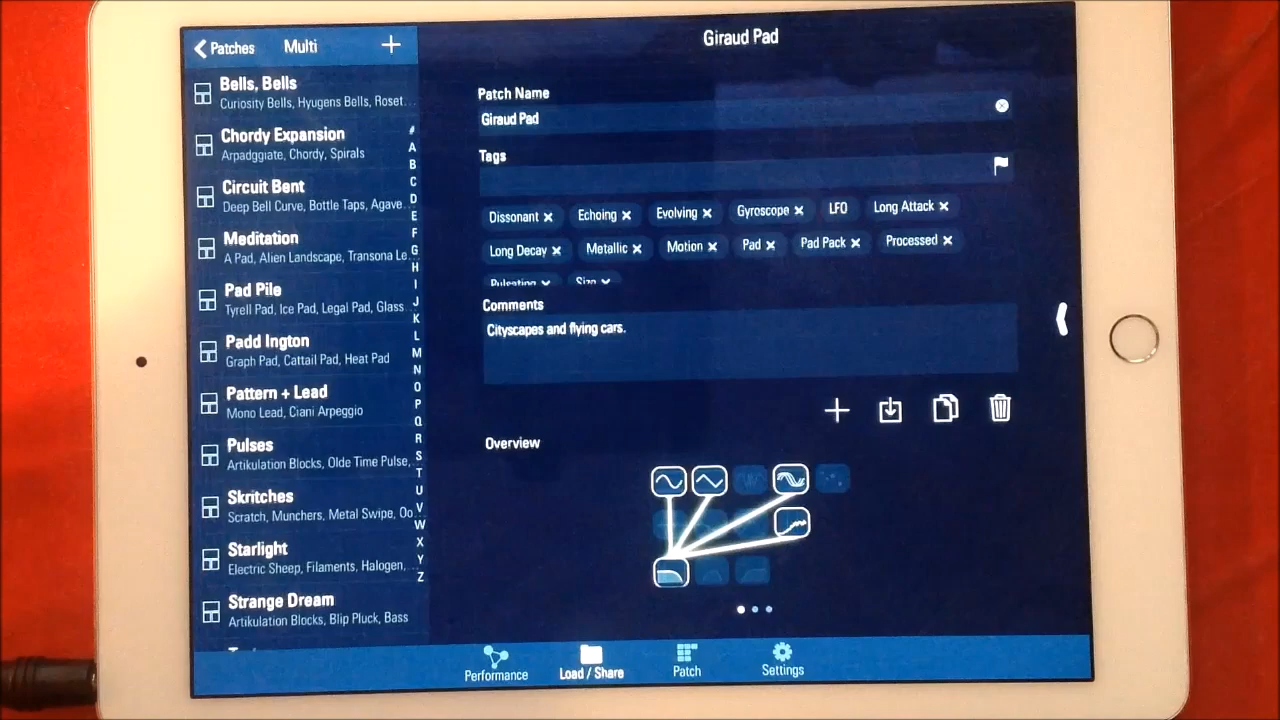 Patches
Multi
Bells, Bells
Curiosity Bells, Hyugens Bells, Roset...
Chordy Expansion
Arpadggiate, Chordy, Spirals
Circuit Bent
Deep Bell Curve, Bottle Taps, Agave...
Meditation
A Pad, Alien Landscape, Transona Le...
Pad Pile
Tyrell Pad, Ice Pad, Legal Pad, Glass...
Padd Ington
Graph Pad, Cattail Pad, Heat Pad
Pattern + Lead
Mono Lead, Ciani Arpeggio
Pulses
Artikulation Blocks, Olde Time Pulse,...
Skritches
Scratch, Munchers, Metal Swipe, Oo...
Starlight
Electric Sheep, Filaments, Halogen,...
Strange Dream
Artikulation Blocks, Blip Pluck, Bass
#
A
B
C
D
E
F
G
H
I
J
K
L
M
N
O
P
Q
R
S
T
U
V
W
X
Y
Z
Giraud Pad
Patch Name
Giraud Pad
Tags
Dissonant Echoing Evolving Gyroscope LFO Long Attack
Long Decay Metallic Motion Pad Pad Pack Processed
Pulsating Size
Comments
Cityscapes and flying cars.
Overview
Performance Load / Share Patch Settings